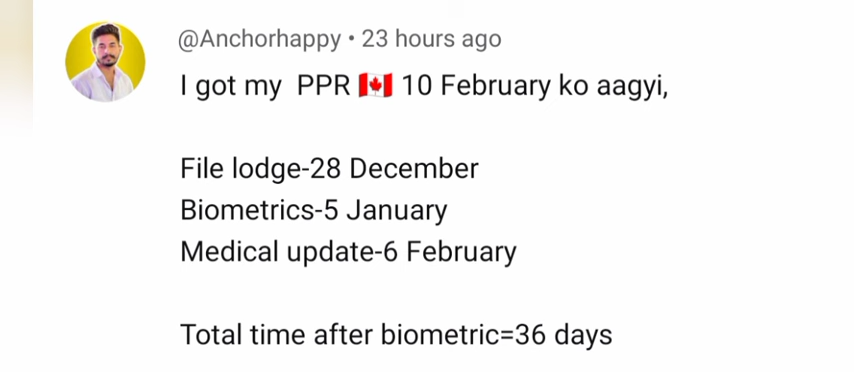 @Anchorhappy • 23 hours ago
I got my PPR 🇨🇦 10 February ko aagyi,
File lodge-28 December
Biometrics-5 January
Medical update-6 February
Total time after biometric=36 days